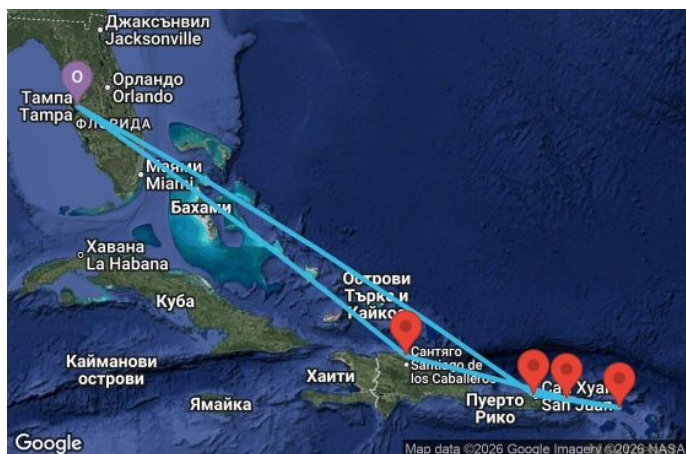 Джаксънвил
Jacksonville
O
Орландо
Orlando
Тампа
Tampa
ФЛОРИДА
Маями
Miami
Бахами
Хавана
La Habana
Куба
Острови
Търкс и
Кайкос
Кайманови
острови
Сантяго
Santiago de
los Caballeros
Хаити
Ямайка
Пуерто
Рико
Сан Хуан
San Juan
Google
Map data ©2026 Google Imagery ©2026 NASA